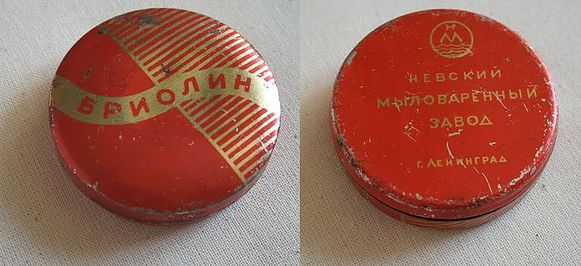 БРИОЛИН
НЕВСКИЙ
МЫЛОВАРЕННЫЙ
ЗАВОД
Г. ЛЕНИНГРАД